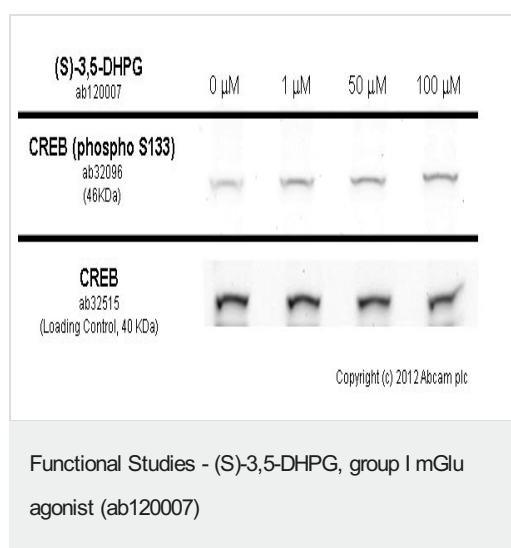 (S)-3,5-DHPG
ab120007
0 µM 1 µM 50 µM 100 µM
CREB (phospho S133)
ab32096
(46KDa)
CREB
ab32515
(Loading Control, 40 KDa)
Copyright (c) 2012 Abcam plc
Functional Studies - (S)-3,5-DHPG, group I mGlu
agonist (ab120007)